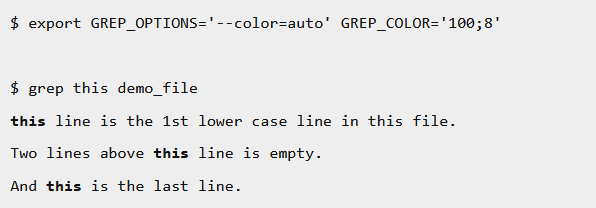 $ export GREP_OPTIONS='--color=auto' GREP_COLOR='100;8'
$ grep this demo_file
this line is the 1st lower case line in this file.
Two lines above this line is empty.
And this is the last line.